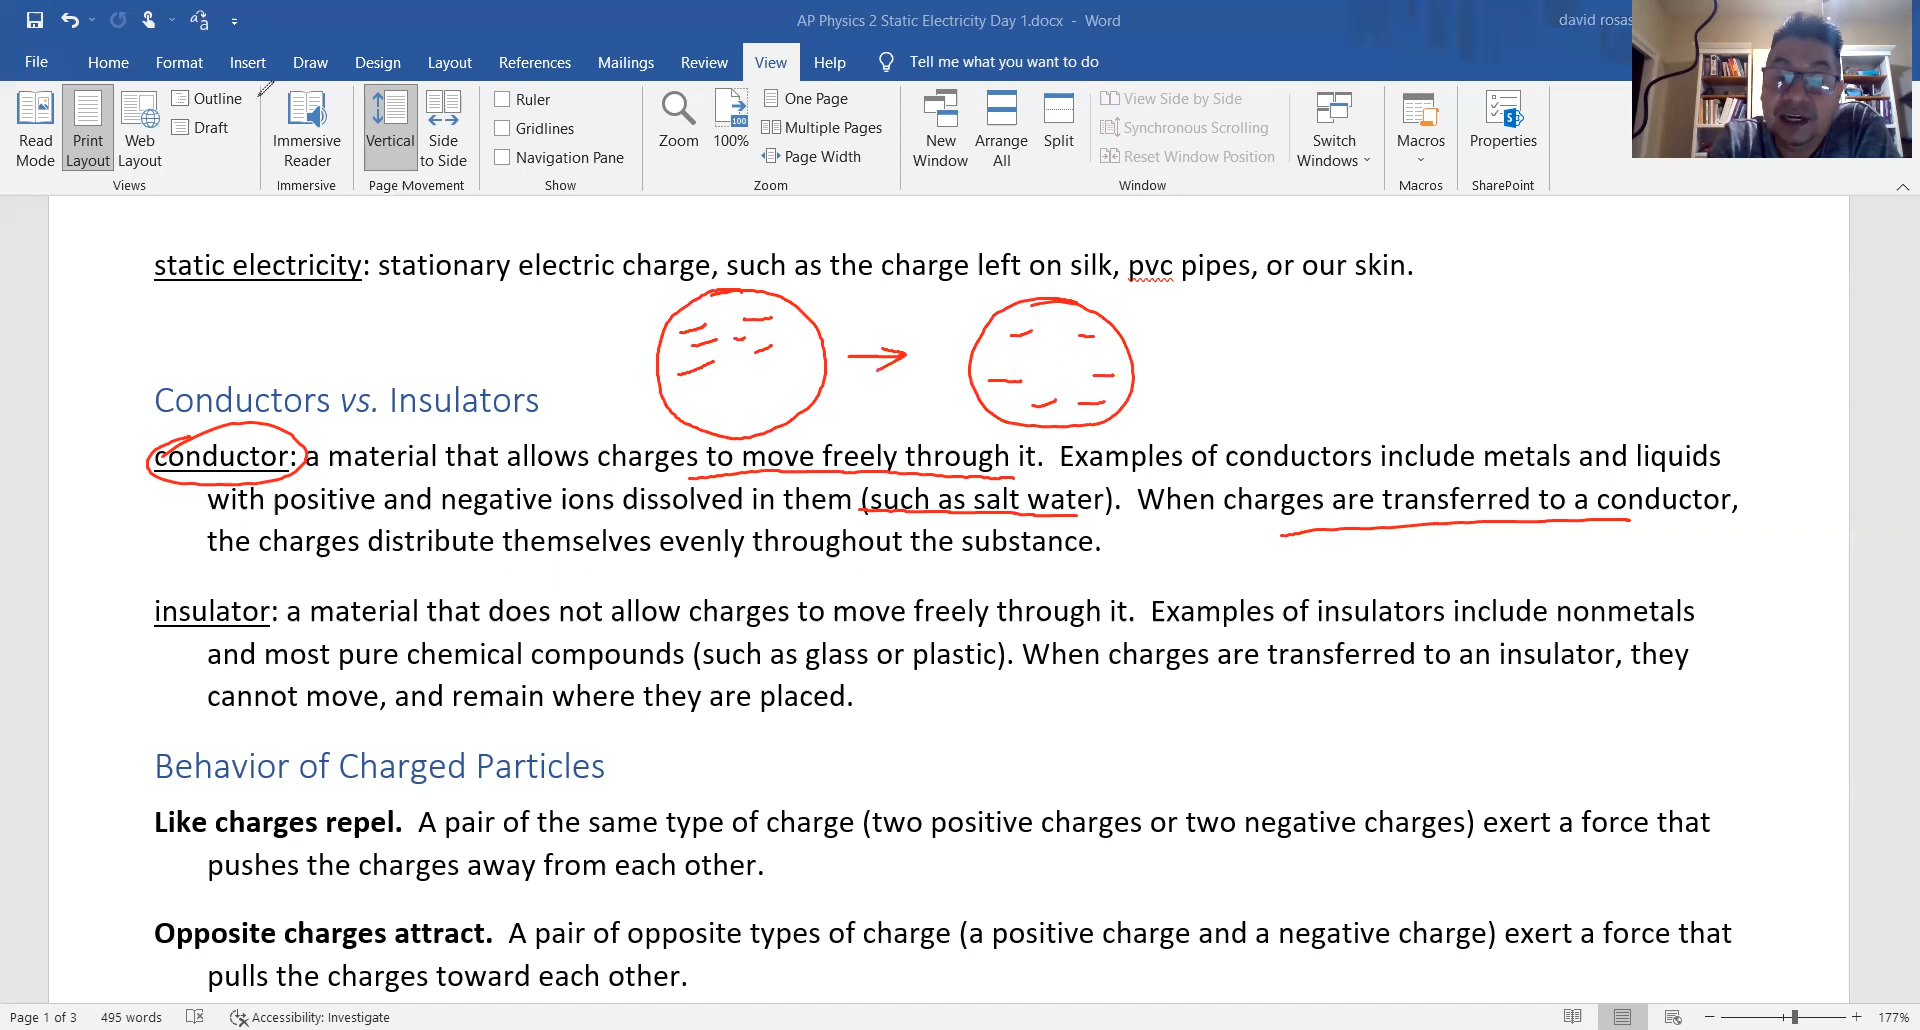 AP Physics 2 Static Electricity Day 1.docx - Word
david rosas
File Home Format Insert Draw Design Layout References Mailings Review View Help Tell me what you want to do
Read Mode
Print Layout
Web Layout
Outline
Draft
Views
Immersive Reader
Immersive
Vertical
Side to Side
Page Movement
Ruler
Gridlines
Navigation Pane
Show
Zoom
100
100%
One Page
Multiple Pages
Page Width
Zoom
New Window
Arrange All
Split
View Side by Side
Synchronous Scrolling
Reset Window Position
Window
Switch Windows
Macros
Macros
S
Properties
SharePoint
static electricity: stationary electric charge, such as the charge left on silk, pvc pipes, or our skin.
Conductors vs. Insulators
conductor: a material that allows charges to move freely through it. Examples of conductors include metals and liquids
with positive and negative ions dissolved in them (such as salt water). When charges are transferred to a conductor,
the charges distribute themselves evenly throughout the substance.
insulator: a material that does not allow charges to move freely through it. Examples of insulators include nonmetals
and most pure chemical compounds (such as glass or plastic). When charges are transferred to an insulator, they
cannot move, and remain where they are placed.
Behavior of Charged Particles
Like charges repel. A pair of the same type of charge (two positive charges or two negative charges) exert a force that
pushes the charges away from each other.
Opposite charges attract. A pair of opposite types of charge (a positive charge and a negative charge) exert a force that
pulls the charges toward each other.
Page 1 of 3 495 words Accessibility: Investigate 177%